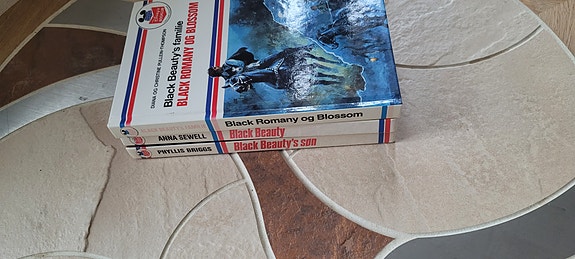 DIANA OG CHRISTINE PULLEIN-THOMPSON
Black Beauty's familie
BLACK ROMANY OG BLOSSOM
Black Romany og Blossom
ANNA SEWELL
Black Beauty
PHYLLIS BRIGGS
Black Beauty's søn